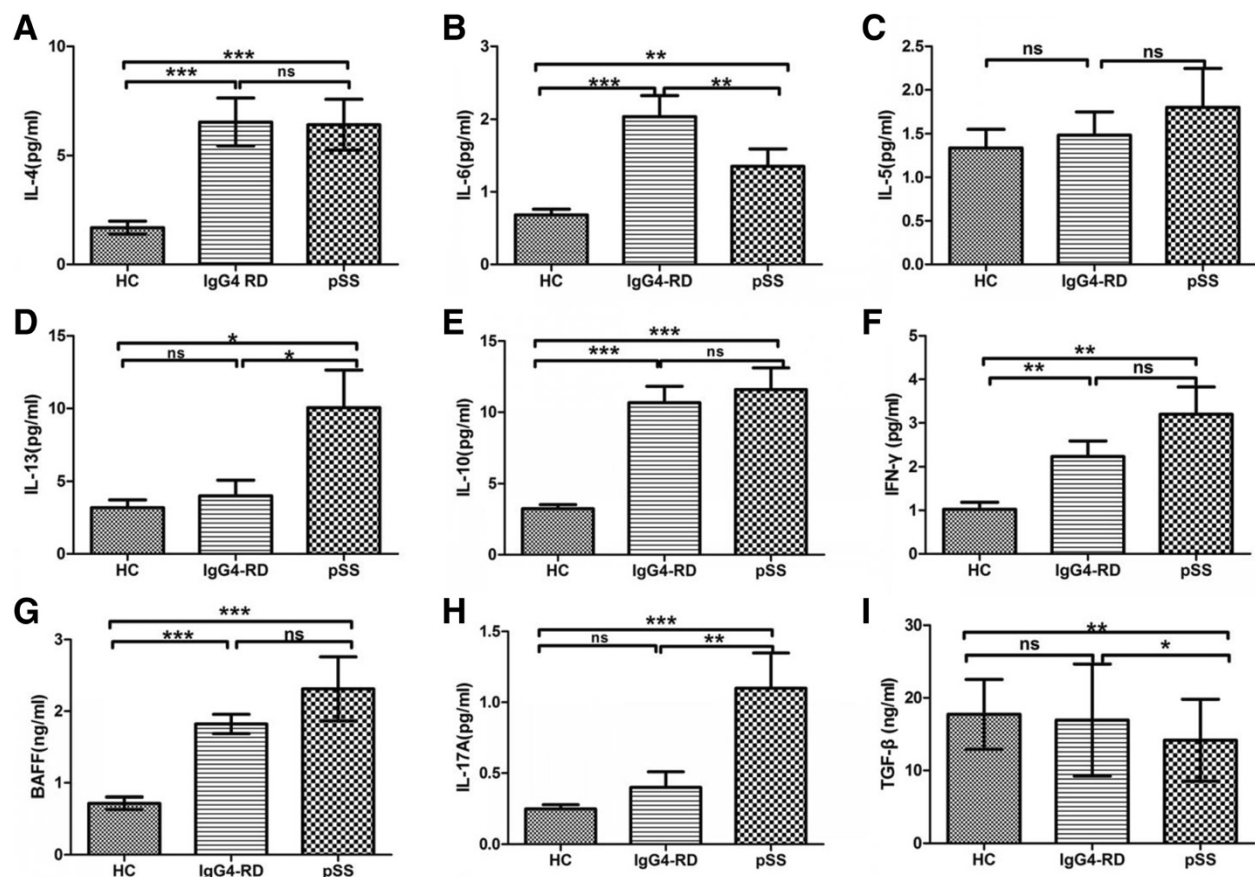 A
IL-4(pg/ml)
10
5
0
***
***
ns
HC IgG4 RD pSS
B
IL-6(pg/ml)
3
2
1
0
**
***
**
HC IgG4-RD pSS
C
IL-5(pg/ml)
2.5
2.0
1.5
1.0
0.5
0.0
ns
ns
HC IgG4-RD pSS
D
IL-13(pg/ml)
15
10
5
0
*
ns
*
HC IgG4-RD pSS
E
IL-10(pg/ml)
15
10
5
0
***
***
ns
HC IgG4-RD pSS
F
IFN-γ (pg/ml)
5
4
3
2
1
0
**
**
ns
HC IgG4-RD pSS
G
BAFF(ng/ml)
3
2
1
0
***
***
ns
HC IgG4-RD pSS
H
IL-17A(pg/ml)
1.5
1.0
0.5
0.0
***
ns
**
HC IgG4-RD pSS
I
TGF-β (ng/ml)
30
20
10
0
**
ns
*
HC IgG4-RD pSS